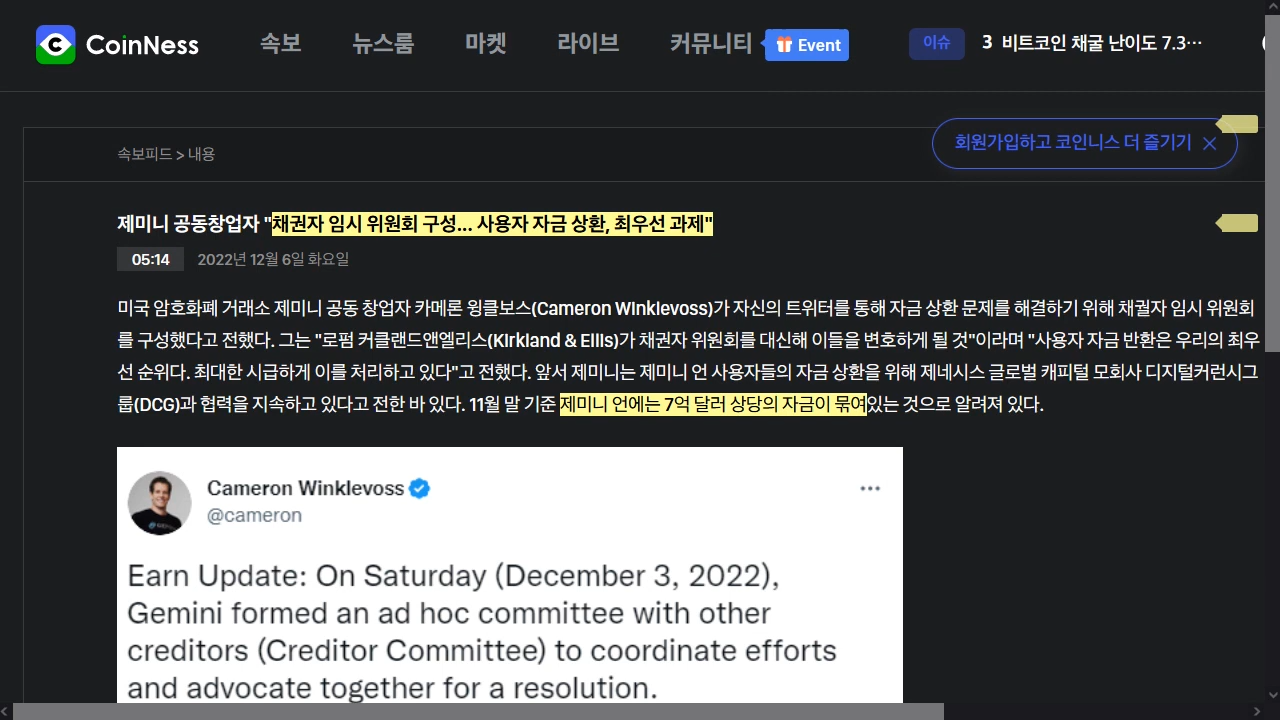 CoinNess
속보
뉴스룸
마켓
라이브
커뮤니티
Event
이슈
3 비트코인 채굴 난이도 7.3···
회원가입하고 코인니스 더 즐기기
속보피드 > 내용
제미니 공동창업자 "채권자 임시 위원회 구성... 사용자 자금 상환, 최우선 과제"
05:14
2022년 12월 6일 화요일
미국 암호화폐 거래소 제미니 공동 창업자 카메론 윙클보스(Cameron Winklevoss)가 자신의 트위터를 통해 자금 상환 문제를 해결하기 위해 채궐자 임시 위원회
를 구성했다고 전했다. 그는 "로펌 커클랜드앤엘리스(Kirkland & Ellis)가 채권자 위원회를 대신해 이들을 변호하게 될 것"이라며 "사용자 자금 반환은 우리의 최우
선 순위다. 최대한 시급하게 이를 처리하고 있다"고 전했다. 앞서 제미니는 제미니 언 사용자들의 자금 상환을 위해 제네시스 글로벌 캐피털 모회사 디지털커런시그
룹(DCG)과 협력을 지속하고 있다고 전한 바 있다. 11월 말 기준 제미니 언에는 7억 달러 상당의 자금이 묶여있는 것으로 알려져 있다.
Cameron Winklevoss
@cameron
Earn Update: On Saturday (December 3, 2022),
Gemini formed an ad hoc committee with other
creditors (Creditor Committee) to coordinate efforts
and advocate together for a resolution.